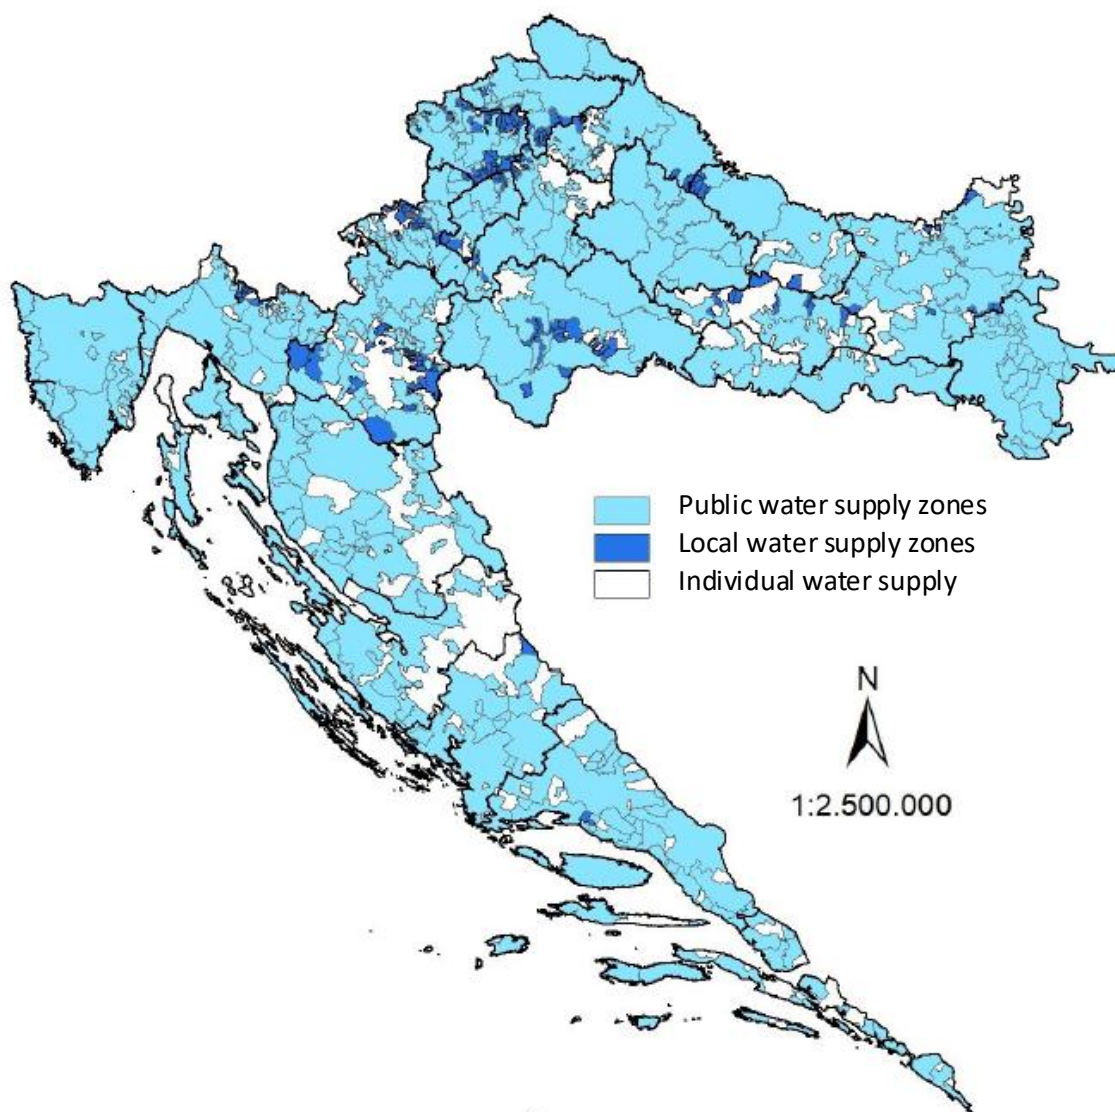 Public water supply zones
Local water supply zones
Individual water supply
N
1:2.500.000